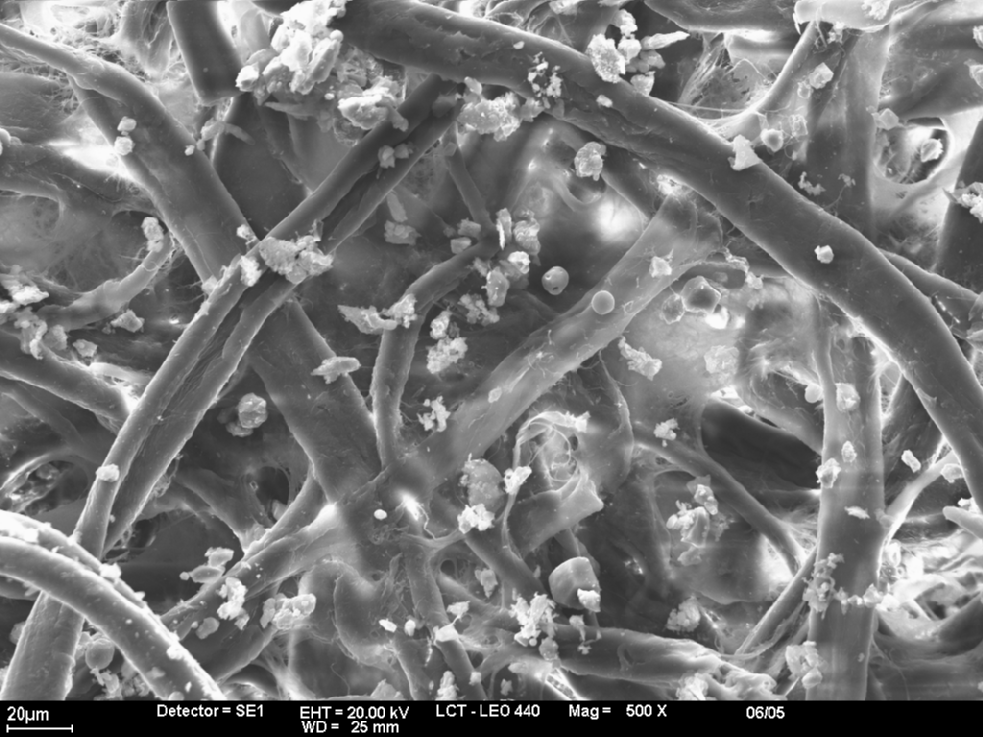 20µm Detector = SE1 EHT = 20.00 kV LCT - LEO 440 Mag = 500 X 06/05
WD = 25 mm